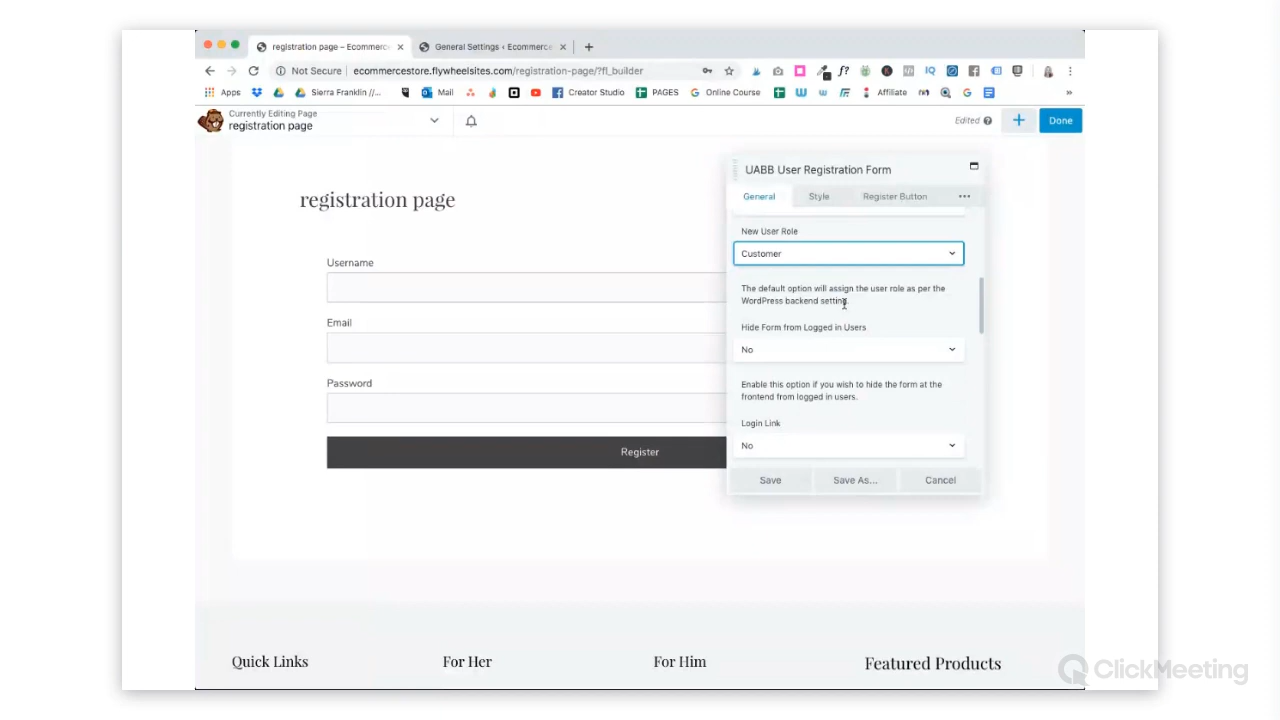 registration page – Ecommerc
General Settings ‹ Ecommerce
Not Secure
ecommercestore.flywheelsites.com/registration-page/?fl_builder
Apps
Sierra Franklin //...
Mail
Creator Studio
PAGES
Online Course
Affiliate
»
Currently Editing Page
registration page
Edited
Done
registration page
Username
Email
Password
Register
UABB User Registration Form
General
Style
Register Button
New User Role
Customer
The default option will assign the user role as per the
WordPress backend setting.
Hide Form from Logged in Users
No
Enable this option if you wish to hide the form at the
frontend from logged in users.
Login Link
No
Save
Save As...
Cancel
Quick Links
For Her
For Him
Featured Products
ClickMeeting